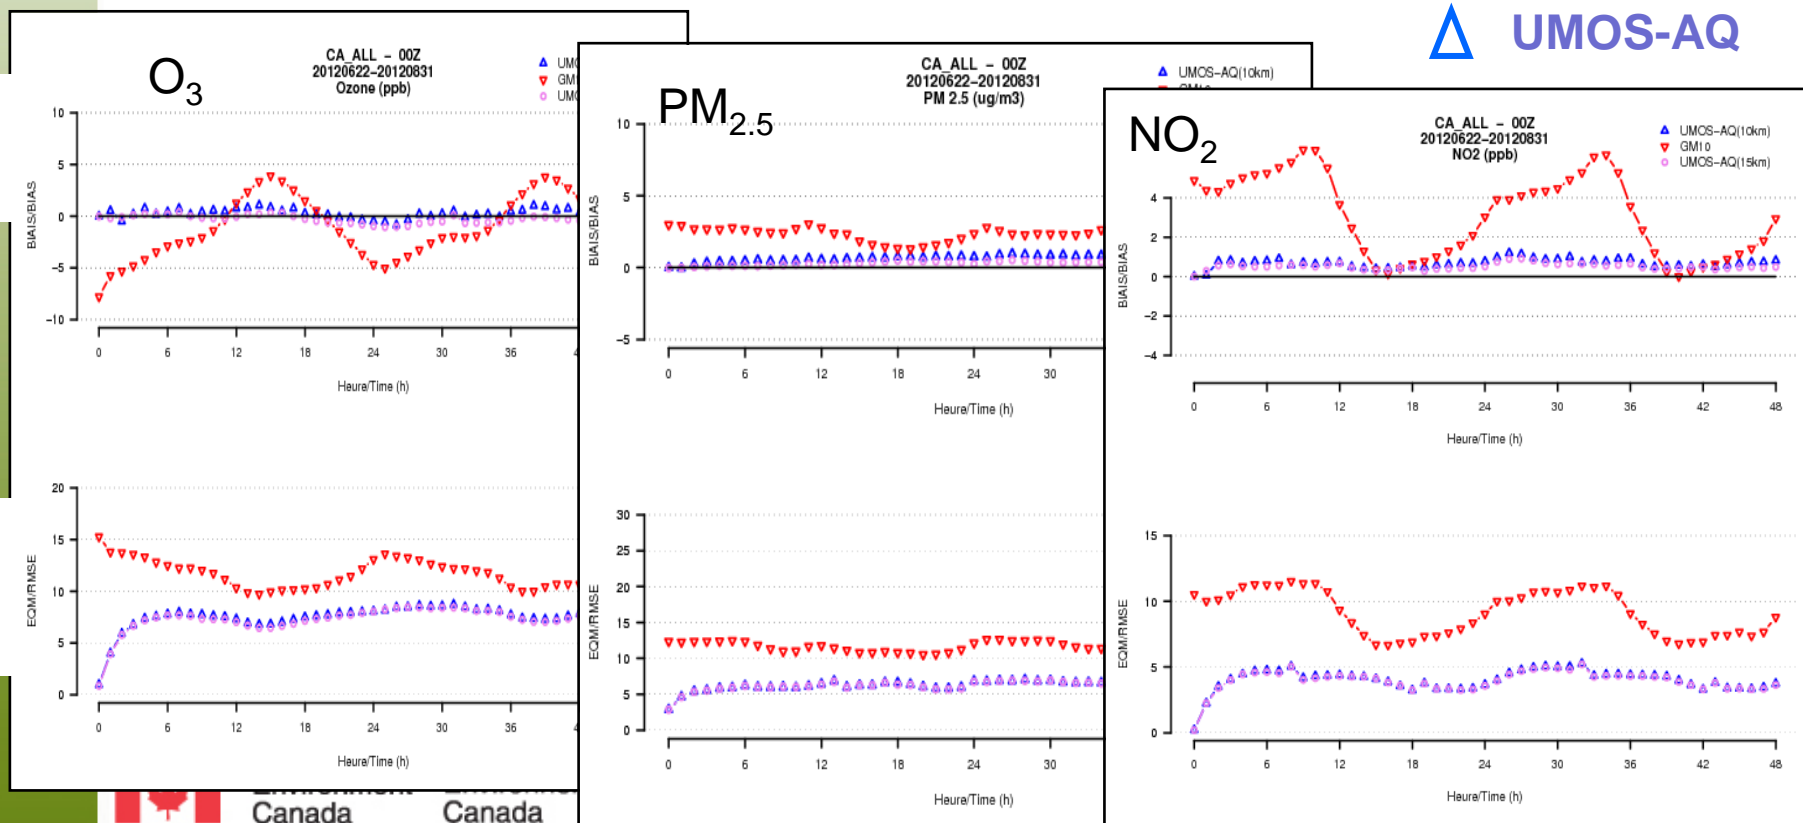 UMOS-AQ
O3
CA_ALL - 00Z
20120622-20120831
Ozone (ppb)
10
5
0
-5
-10
BIAIS/BIAS
0 6 12 18 24 30 36
Heure/Time (h)
20
15
10
5
0
EQM/RMSE
0 6 12 18 24 30 36
Heure/Time (h)
PM2.5
CA_ALL - 00Z
20120622-20120831
PM 2.5 (ug/m3)
UMOS-AQ(10km)
10
5
0
-5
BIAIS/BIAS
0 6 12 18 24 30
Heure/Time (h)
30
25
20
15
10
5
0
EQM/RMSE
0 6 12 18 24 30
Heure/Time (h)
NO2
CA_ALL - 00Z
20120622-20120831
NO2 (ppb)
UMOS-AQ(10km)
GM10
UMOS-AQ(15km)
4
2
0
-2
-4
BIAIS/BIAS
0 6 12 18 24 30 36 42 48
Heure/Time (h)
15
10
5
0
EQM/RMSE
0 6 12 18 24 30 36 42 48
Heure/Time (h)
Canada
Canada